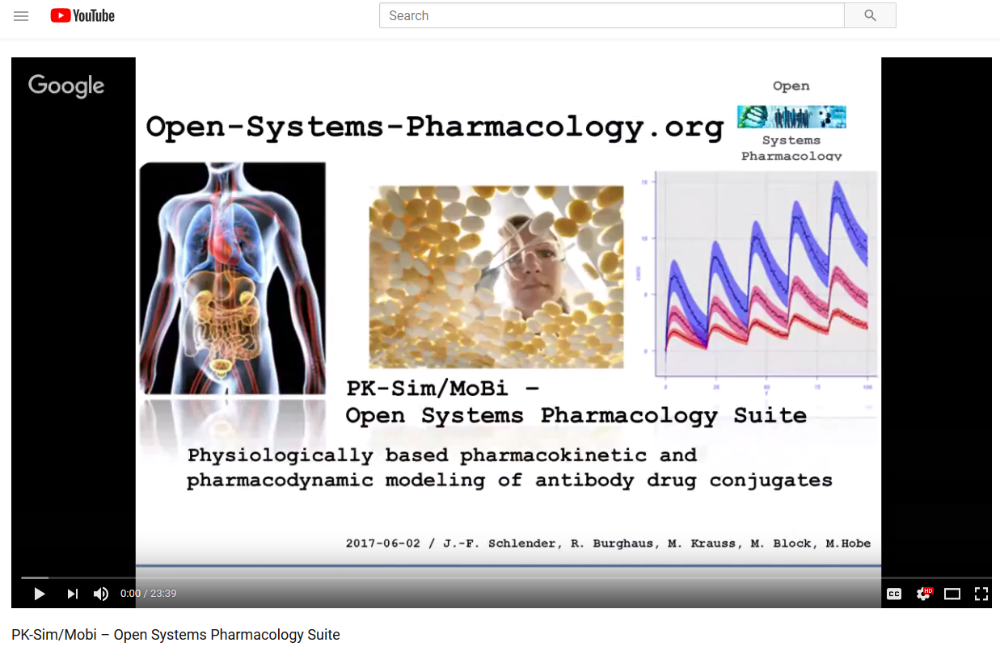 YouTube
Search
Google
Open
Open-Systems-Pharmacology.org
Systems
Pharmacology
PK-Sim/MoBi –
Open Systems Pharmacology Suite
Physiologically based pharmacokinetic and
pharmacodynamic modeling of antibody drug conjugates
2017-06-02 / J.-F. Schlender, R. Burghaus, M. Krauss, M. Block, M.Hobe
0:00 / 23:39
CC
HD
PK-Sim/Mobi – Open Systems Pharmacology Suite